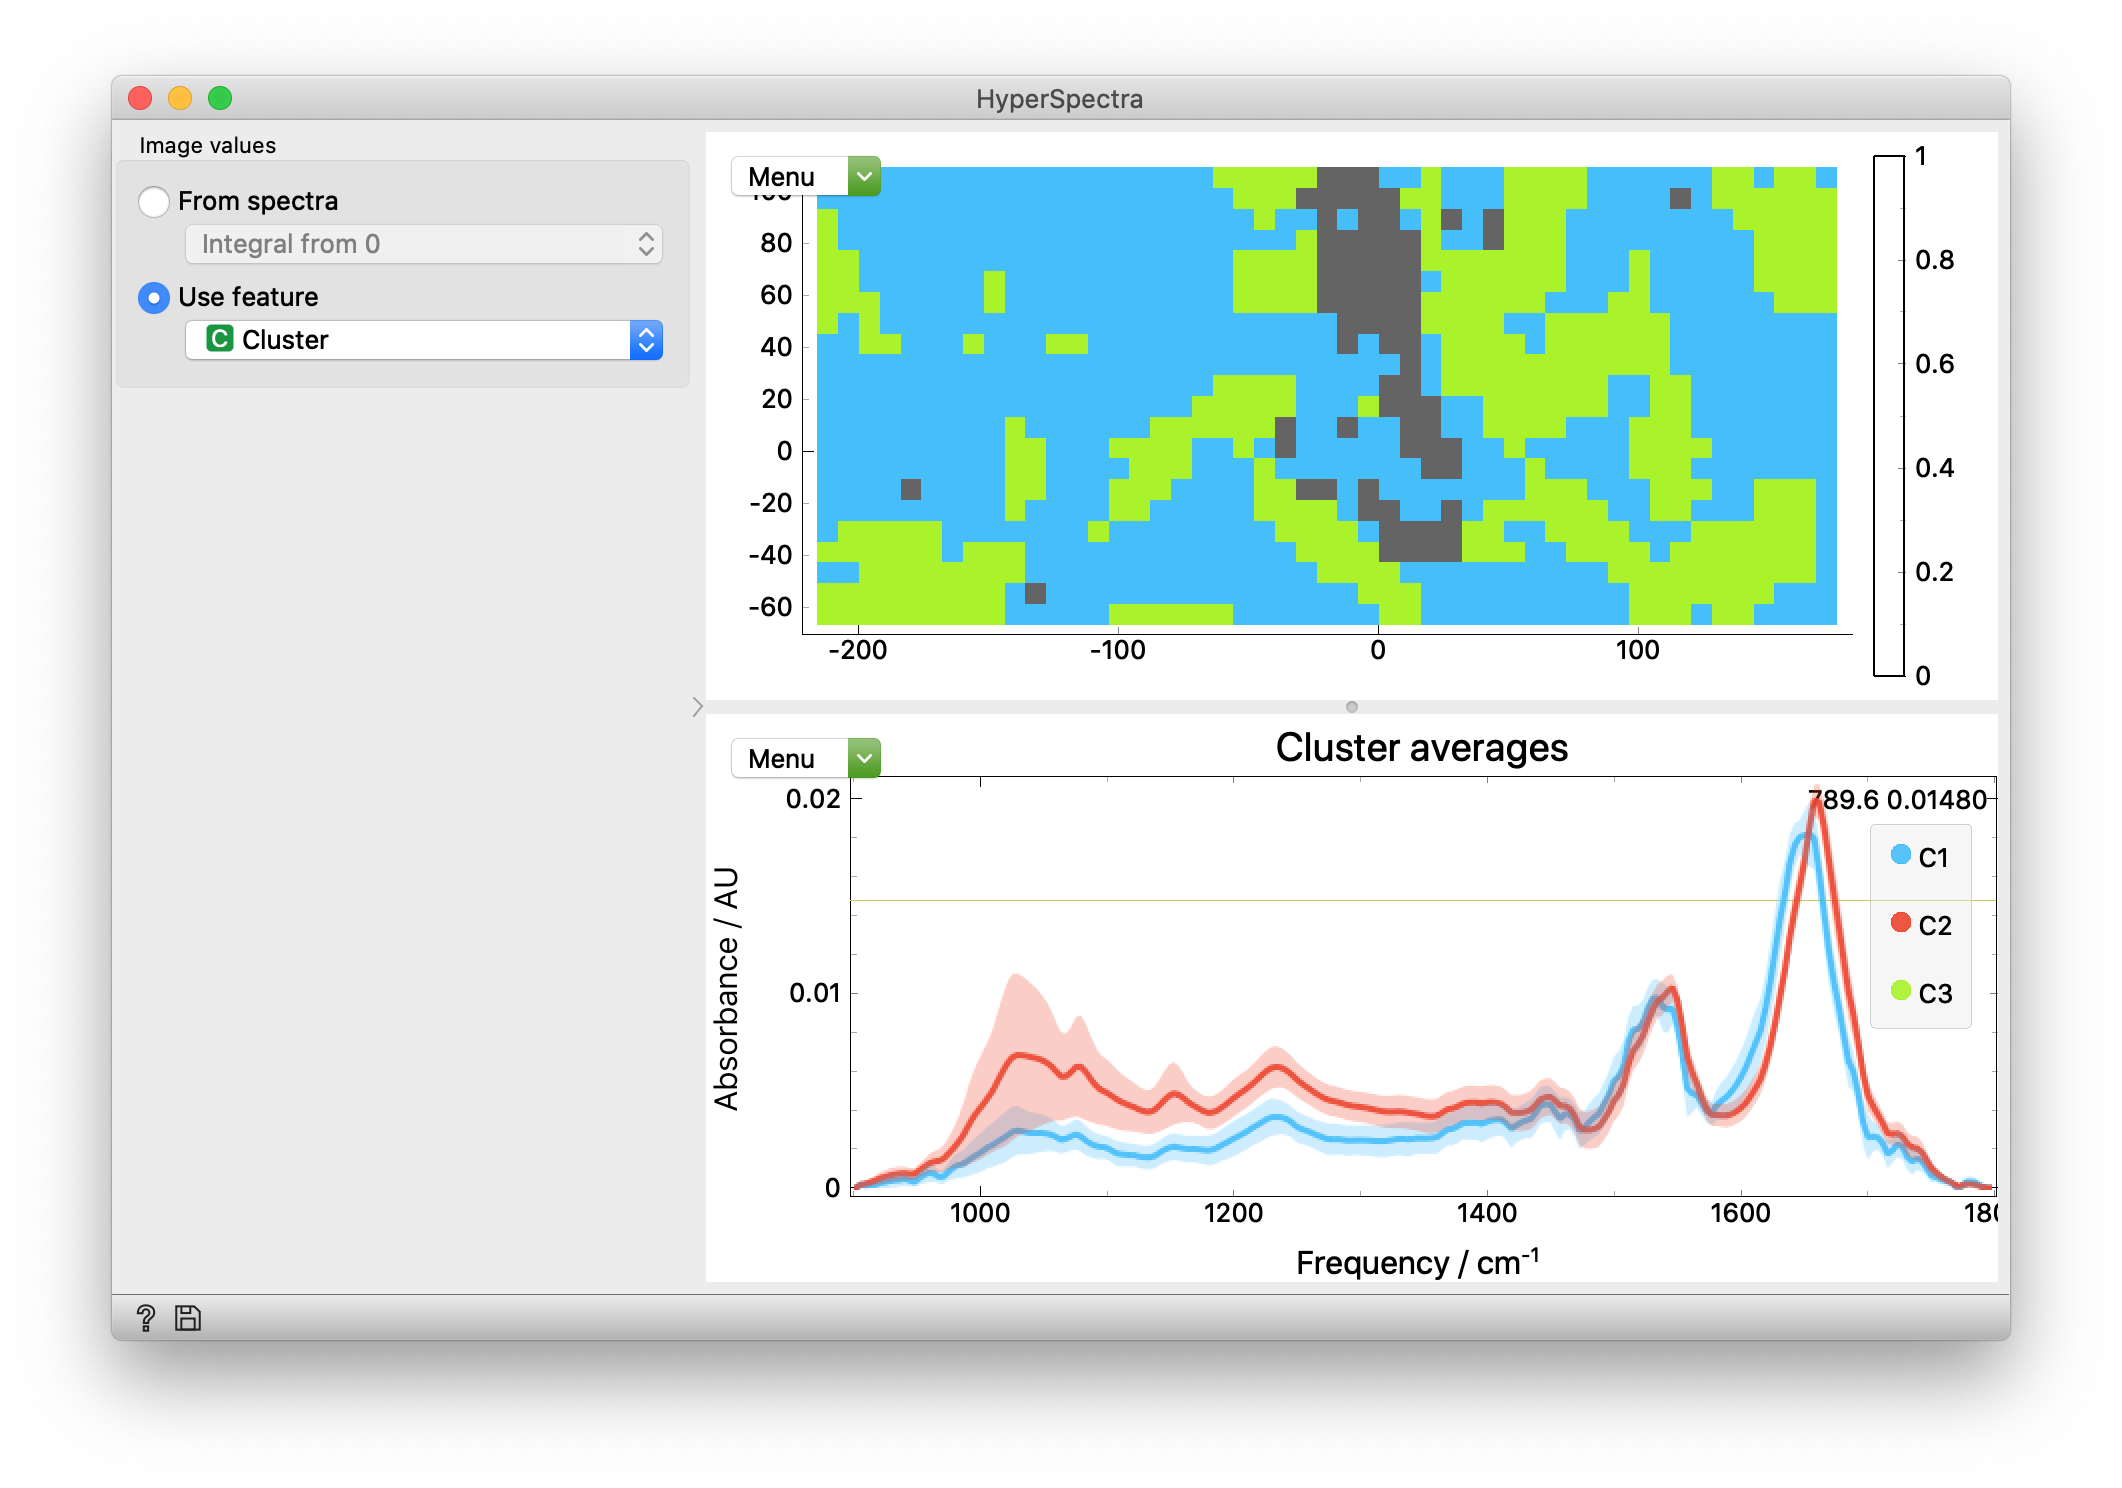 HyperSpectra
Image values
From spectra
Integral from 0
Use feature
C Cluster
Menu
80
60
40
20
0
-20
-40
-60
-200 -100 0 100
1
0.8
0.6
0.4
0.2
0
Menu
Cluster averages
789.6 0.01480
0.02
0.01
0
Absorbance / AU
C1
C2
C3
1000 1200 1400 1600
Frequency / cm⁻¹
?